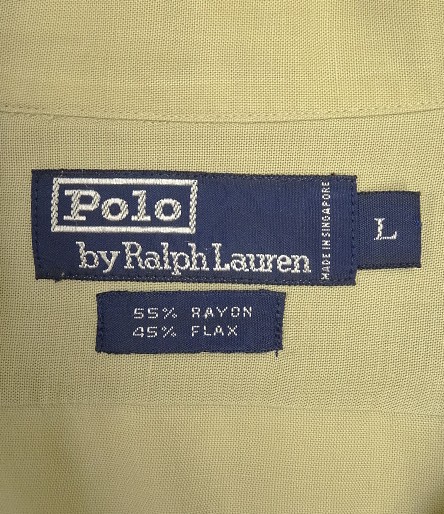 Polo
by Ralph Lauren
MADE IN SINGAPORE
L
55% RAYON
45% FLAX